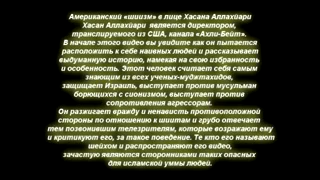 Американский «шиизм» в лице Хасана Аллахйари
Хасан Аллахйари является директором,
транслируемого из США, канала «Ахли-Бейт».
В начале этого видео вы увидите как он пытается
расположить к себе наивных людей и рассказывает
выдуманную историю, намекая на свою избранность
и особенность. Этот человек считает себя самым
знающим из всех ученых-муджтахидов,
защищает Израиль, выступает против мусульман
борющихся с сионизмом, выступает против
сопротивления агрессорам.
Он разжигает вражду и ненависть противоположной
стороны по отношению к шиитам и грубо отвечает
тем позвонившим телезрителям, которые возражают ему
и критикуют его, за такое поведение. Те кто его называют
шейхом и распространяют его видео,
зачастую являются сторонниками таких опасных
для исламской уммы людей.